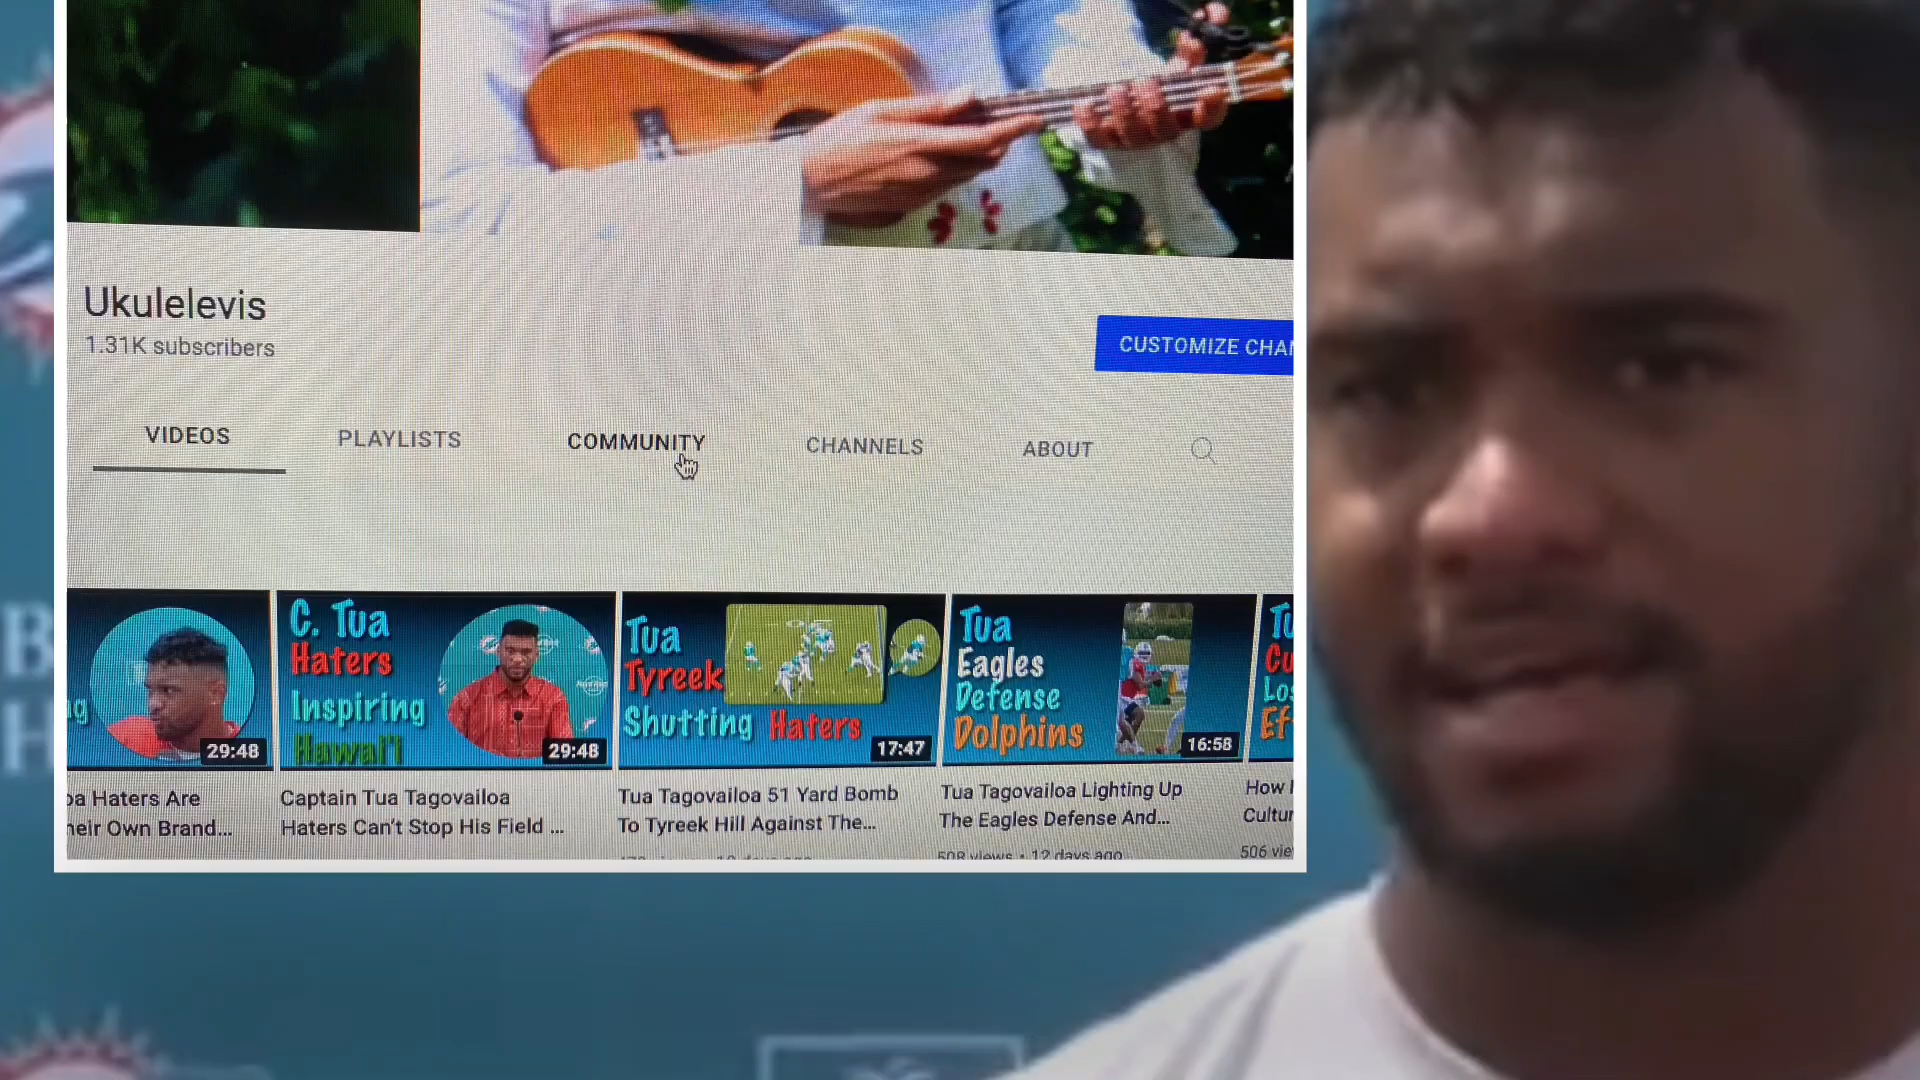 Ukulelevis
1.31K subscribers
CUSTOMIZE CHA
VIDEOS
PLAYLISTS
COMMUNITY
CHANNELS
ABOUT
29:48
C. Tua
Haters
Inspiring
Hawai'i
29:48
Tua
Tyreek
Shutting Haters
17:47
Tua
Eagles
Defense
Dolphins
16:58
Haters Are
Own Brand...
Captain Tua Tagovailoa
Haters Can't Stop His Field ...
Tua Tagovailoa 51 Yard Bomb
To Tyreek Hill Against The...
Tua Tagovailoa Lighting Up
The Eagles Defense And...
508 views • 12 days ago
How
506 vie